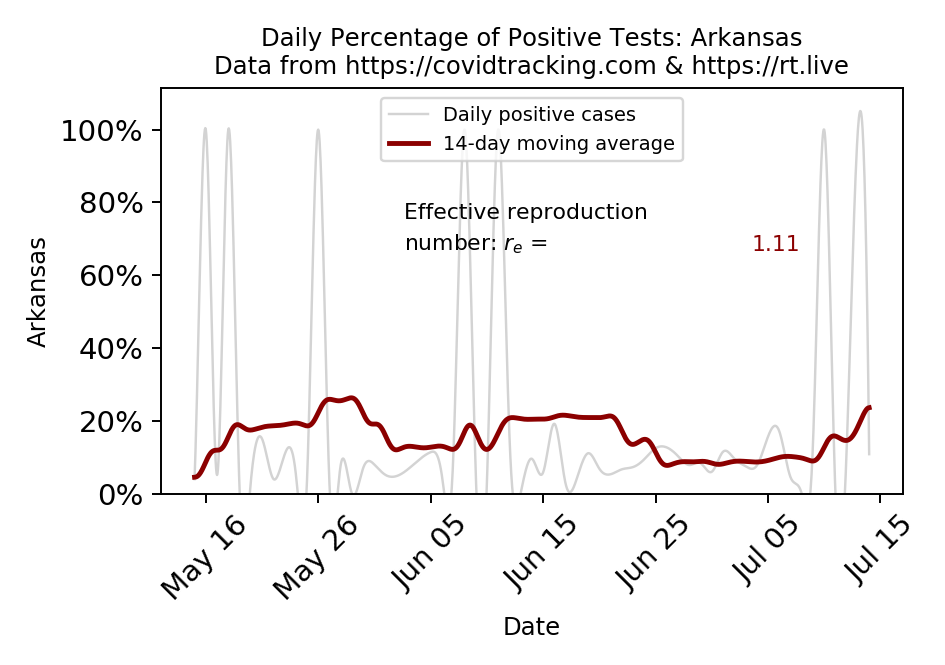 Daily Percentage of Positive Tests: Arkansas
Data from https://covidtracking.com & https://rt.live
Daily positive cases
14-day moving average
Effective reproduction
number: rₑ = 1.11
100%
80%
60%
40%
20%
0%
Arkansas
May 16
May 26
Jun 05
Jun 15
Jun 25
Jul 05
Jul 15
Date